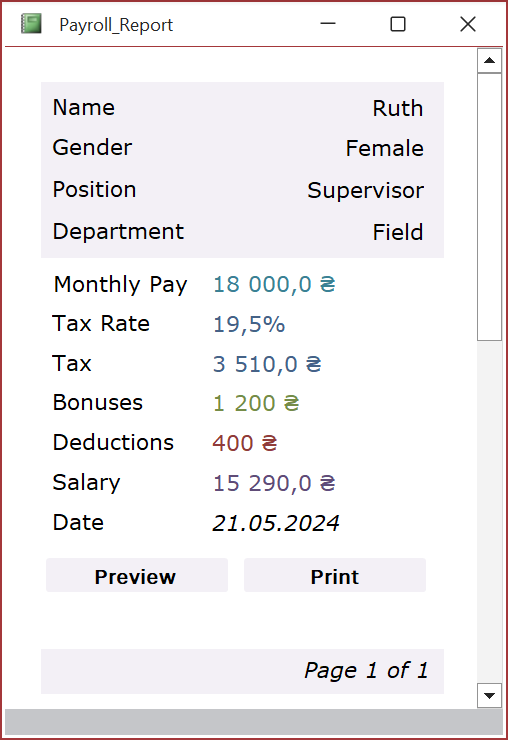 Payroll_Report
Name Ruth
Gender Female
Position Supervisor
Department Field
Monthly Pay 18 000,0 ₴
Tax Rate 19,5%
Tax 3 510,0 ₴
Bonuses 1 200 ₴
Deductions 400 ₴
Salary 15 290,0 ₴
Date 21.05.2024
Preview Print
Page 1 of 1